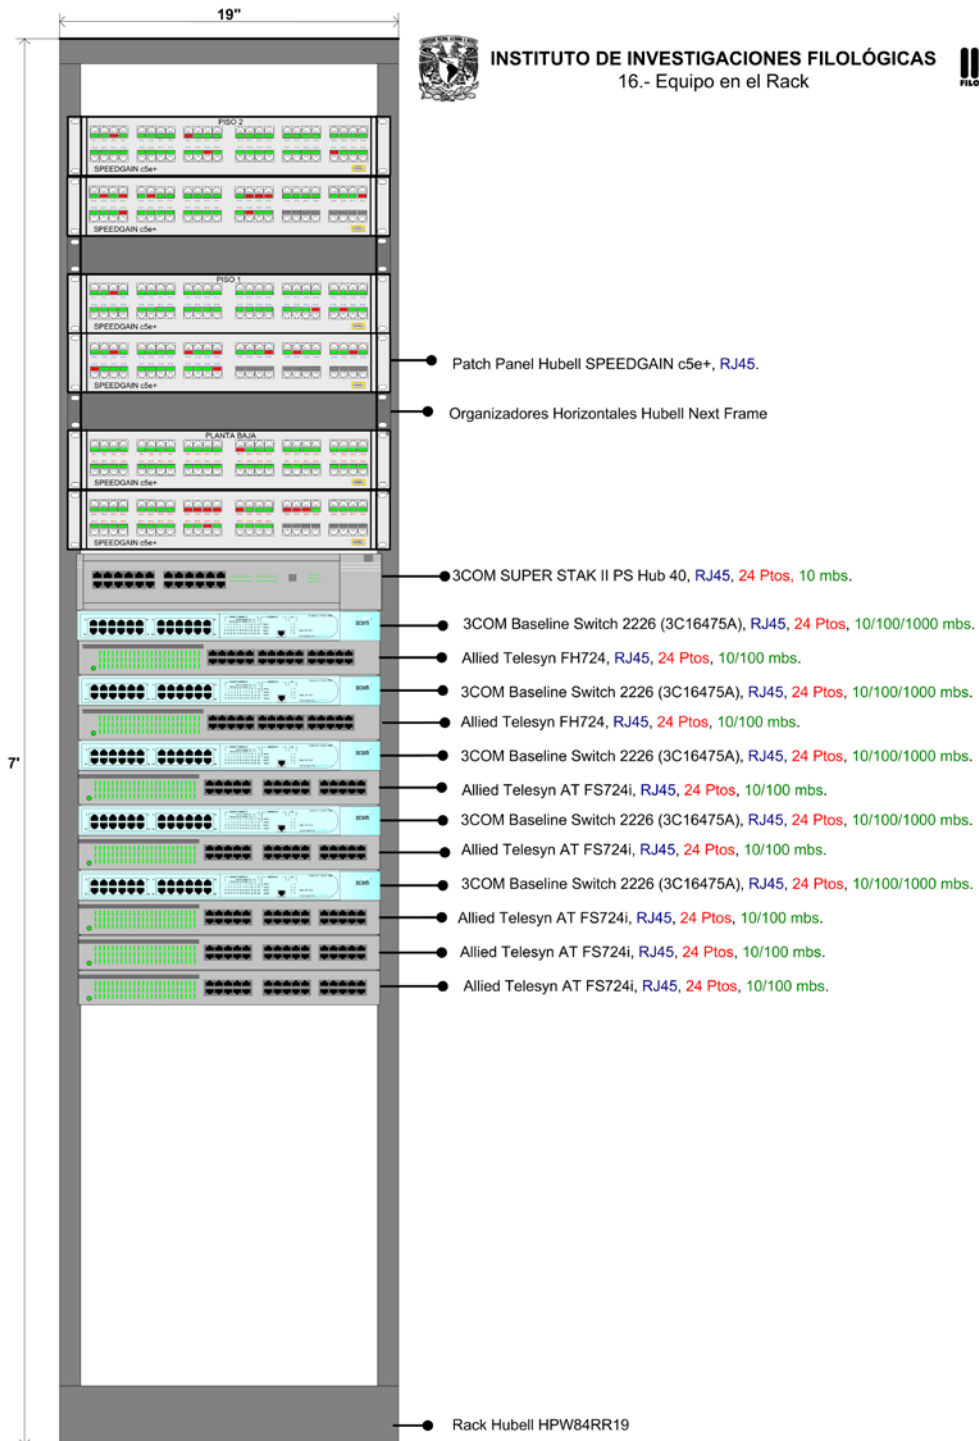 19"
INSTITUTO DE INVESTIGACIONES FILOLÓGICAS
16.- Equipo en el Rack
PISO 2
SPEEDGAIN c5e+
SPEEDGAIN c5e+
PISO 1
SPEEDGAIN c5e+
SPEEDGAIN c5e+
Patch Panel Hubell SPEEDGAIN c5e+, RJ45.
Organizadores Horizontales Hubell Next Frame
PLANTA BAJA
SPEEDGAIN c5e+
SPEEDGAIN c5e+
3COM SUPER STAK II PS Hub 40, RJ45, 24 Ptos, 10 mbs.
3COM Baseline Switch 2226 (3C16475A), RJ45, 24 Ptos, 10/100/1000 mbs.
Allied Telesyn FH724, RJ45, 24 Ptos, 10/100 mbs.
3COM Baseline Switch 2226 (3C16475A), RJ45, 24 Ptos, 10/100/1000 mbs.
Allied Telesyn FH724, RJ45, 24 Ptos, 10/100 mbs.
3COM Baseline Switch 2226 (3C16475A), RJ45, 24 Ptos, 10/100/1000 mbs.
7'
Allied Telesyn AT FS724i, RJ45, 24 Ptos, 10/100 mbs.
3COM Baseline Switch 2226 (3C16475A), RJ45, 24 Ptos, 10/100/1000 mbs.
Allied Telesyn AT FS724i, RJ45, 24 Ptos, 10/100 mbs.
3COM Baseline Switch 2226 (3C16475A), RJ45, 24 Ptos, 10/100/1000 mbs.
Allied Telesyn AT FS724i, RJ45, 24 Ptos, 10/100 mbs.
Allied Telesyn AT FS724i, RJ45, 24 Ptos, 10/100 mbs.
Allied Telesyn AT FS724i, RJ45, 24 Ptos, 10/100 mbs.
Rack Hubell HPW84RR19